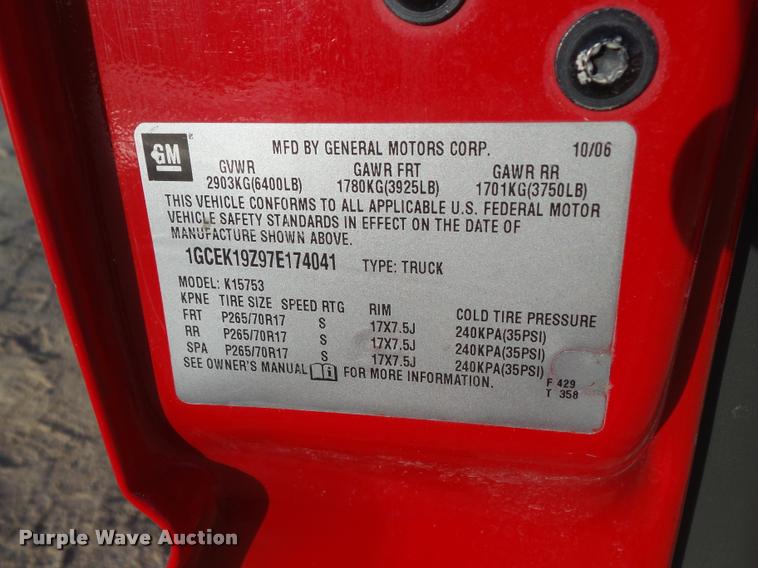 GM
MFD BY GENERAL MOTORS CORP. 10/06
GVWR GAWR FRT GAWR RR
2903KG(6400LB) 1780KG(3925LB) 1701KG(3750LB)
THIS VEHICLE CONFORMS TO ALL APPLICABLE U.S. FEDERAL MOTOR
VEHICLE SAFETY STANDARDS IN EFFECT ON THE DATE OF
MANUFACTURE SHOWN ABOVE.
1GCEK19Z97E174041 TYPE: TRUCK
MODEL: K15753
KPNE TIRE SIZE SPEED RTG RIM COLD TIRE PRESSURE
FRT P265/70R17 S 17X7.5J 240KPA(35PSI)
RR P265/70R17 S 17X7.5J 240KPA(35PSI)
SPA P265/70R17 S 17X7.5J 240KPA(35PSI)
SEE OWNER'S MANUAL FOR MORE INFORMATION.
F 429
T 358
Purple Wave Auction